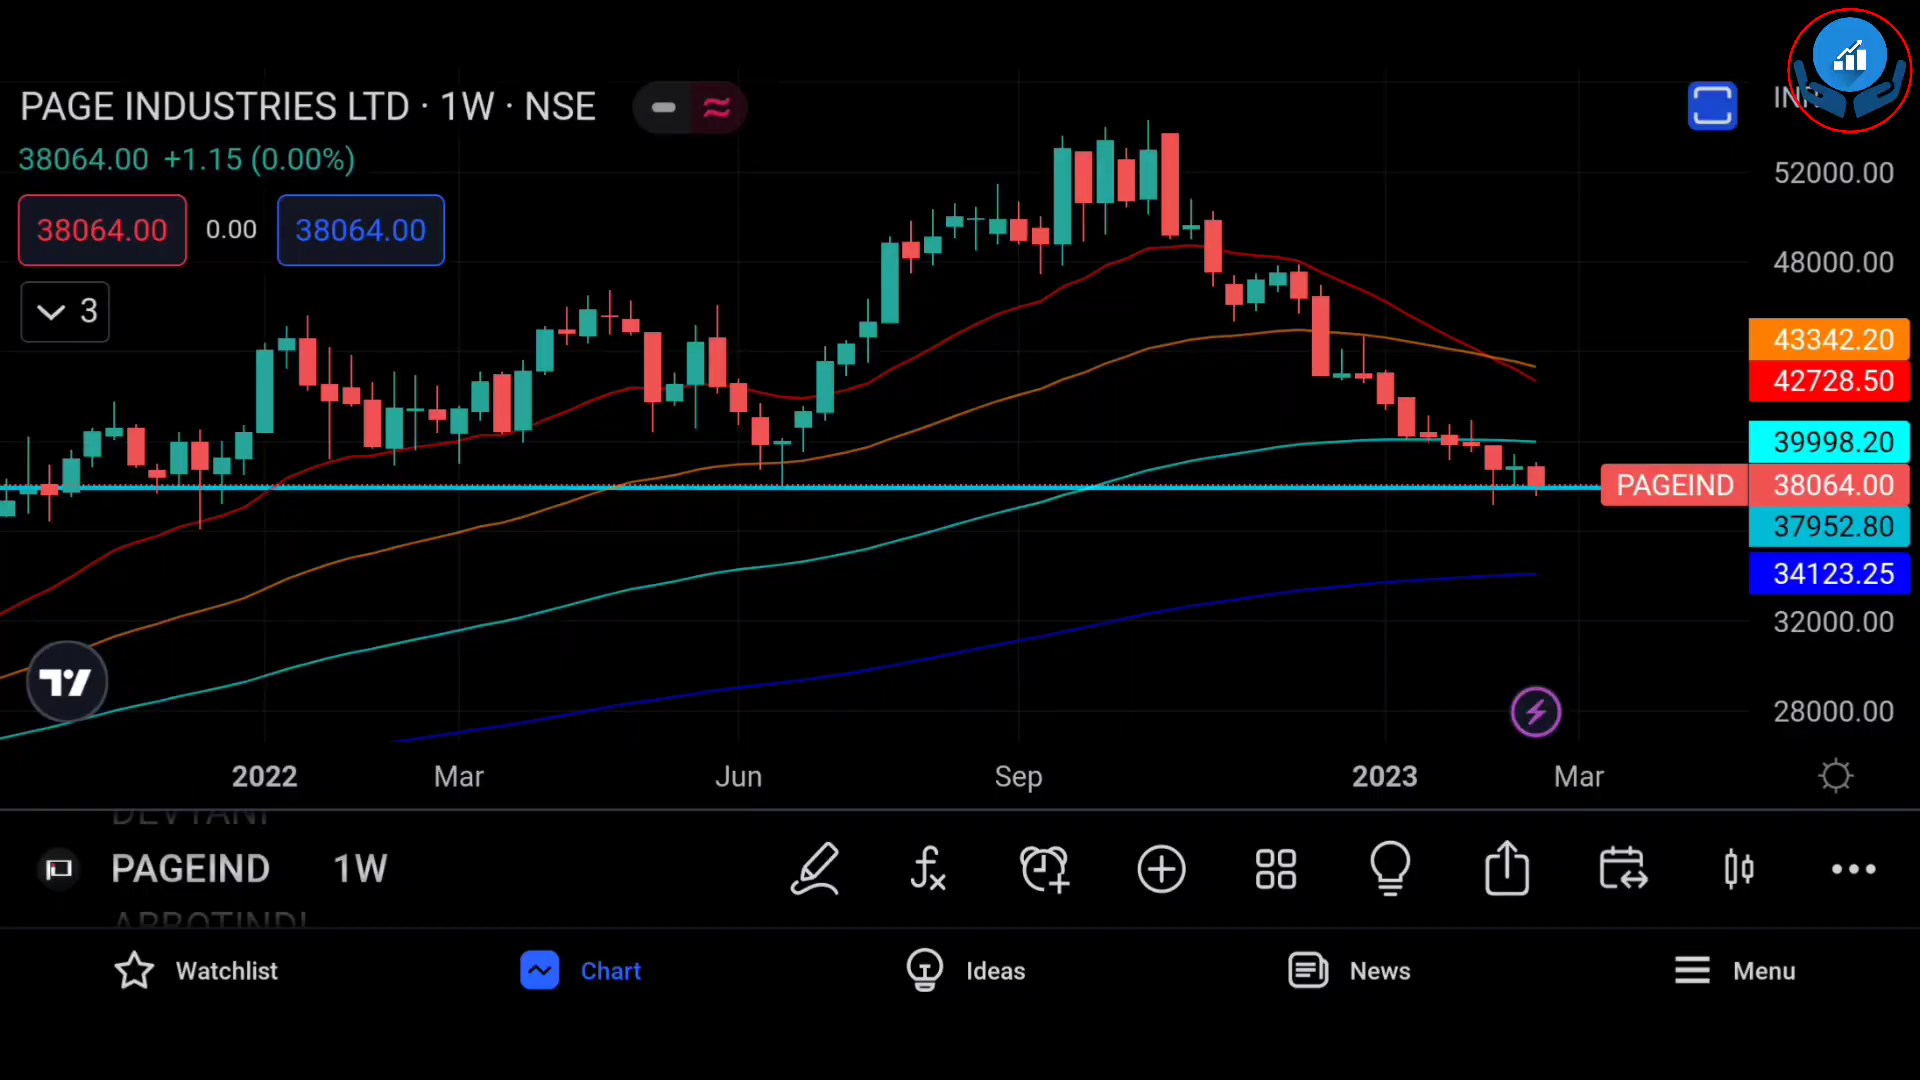 PAGE INDUSTRIES LTD · 1W · NSE
38064.00 +1.15 (0.00%)
38064.00 0.00 38064.00
3
52000.00
48000.00
43342.20
42728.50
39998.20
PAGEIND 38064.00
37952.80
34123.25
32000.00
28000.00
2022 Mar Jun Sep 2023 Mar
DEVYANI
PAGEIND 1W
ABBOTINDI
Watchlist Chart Ideas News Menu